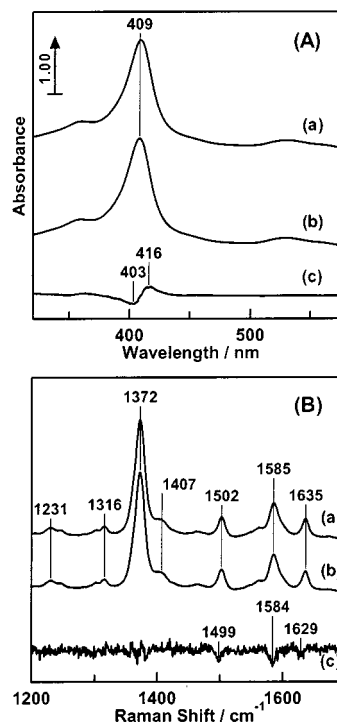 409
(A)
1.00
(a)
Absorbance
(b)
416
403
(c)
400
500
Wavelength / nm
1372
(B)
1407
1502
1585
1635
1231
1316
(a)
(b)
1584
1499
1629
(c)
1200
1400
1600
Raman Shift / cm⁻¹